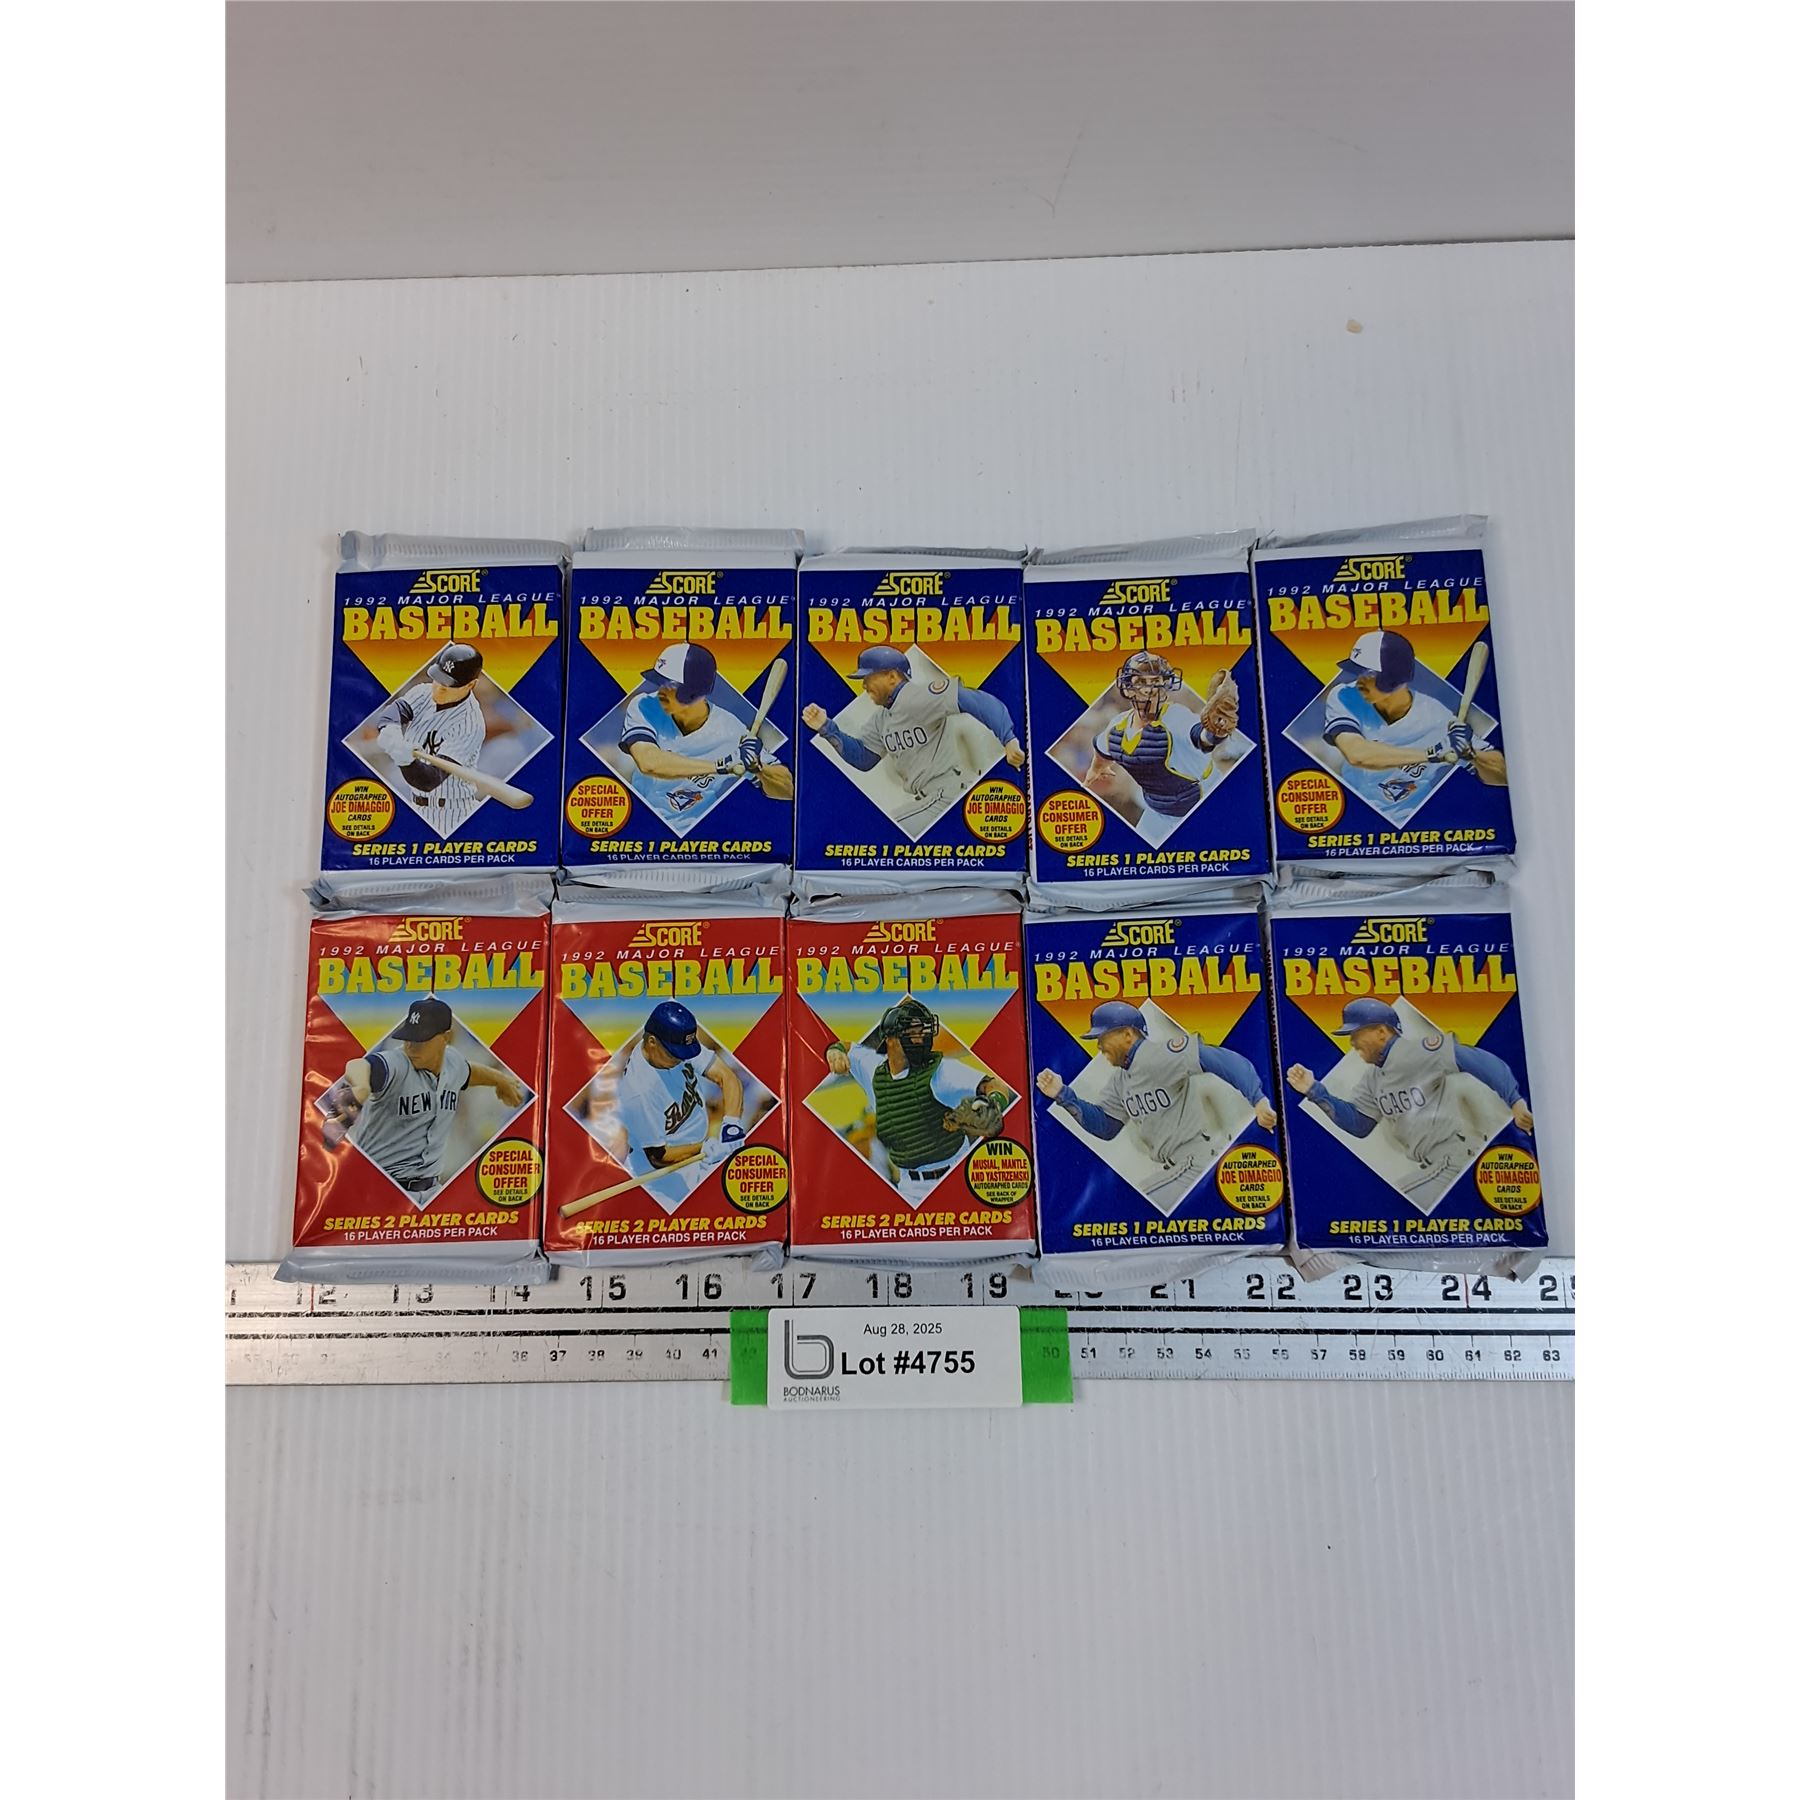 SCORE®
1992 MAJOR LEAGUE
BASEBALL
WIN
AUTOGRAPHED
JOE DiMAGGIO
CARDS
SEE DETAILS
ON BACK
SERIES 1 PLAYER CARDS
16 PLAYER CARDS PER PACK
SCORE®
1992 MAJOR LEAGUE
BASEBALL
SPECIAL
CONSUMER
OFFER
SEE DETAILS
ON BACK
SERIES 1 PLAYER CARDS
16 PLAYER CARDS PER PACK
SCORE®
1992 MAJOR LEAGUE
BASEBALL
CAGO
WIN
AUTOGRAPHED
JOE DiMAGGIO
CARDS
SEE DETAILS
ON BACK
SERIES 1 PLAYER CARDS
16 PLAYER CARDS PER PACK
SCORE®
1992 MAJOR LEAGUE
BASEBALL
SPECIAL
CONSUMER
OFFER
SEE DETAILS
ON BACK
SERIES 1 PLAYER CARDS
16 PLAYER CARDS PER PACK
SCORE®
1992 MAJOR LEAGUE
BASEBALL
SPECIAL
CONSUMER
OFFER
SEE DETAILS
ON BACK
SERIES 1 PLAYER CARDS
16 PLAYER CARDS PER PACK
SCORE®
1992 MAJOR LEAGUE®
BASEBALL
NEW YOR
SPECIAL
CONSUMER
OFFER
SEE DETAILS
ON BACK
SERIES 2 PLAYER CARDS
16 PLAYER CARDS PER PACK
SCORE®
1992 MAJOR LEAGUE
BASEBALL
Rangers
SPECIAL
CONSUMER
OFFER
SEE DETAILS
ON BACK
SERIES 2 PLAYER CARDS
16 PLAYER CARDS PER PACK
SCORE®
1992 MAJOR LEAGUE®
BASEBALL
WIN
MUSIAL, MANTLE
AND YASTRZEMSKI
AUTOGRAPHED CARDS
SEE BACK OF
WRAPPER
SERIES 2 PLAYER CARDS
16 PLAYER CARDS PER PACK
SCORE®
1992 MAJOR LEAGUE
BASEBALL
CAGO
WIN
AUTOGRAPHED
JOE DiMAGGIO
CARDS
SEE DETAILS
ON BACK
SERIES 1 PLAYER CARDS
16 PLAYER CARDS PER PACK
SCORE®
1992 MAJOR LEAGUE
BASEBALL
CAGO
WIN
AUTOGRAPHED
JOE DiMAGGIO
CARDS
SEE DETAILS
ON BACK
SERIES 1 PLAYER CARDS
16 PLAYER CARDS PER PACK
12 13 14 15 16 17 18 19 21 22 23 24
36 37 38 39 40 41 50 51 52 53 54 55 56 57 58 59 60 61 62 63
Aug 28, 2025
Lot #4755
BODNARUS
AUCTIONEERING